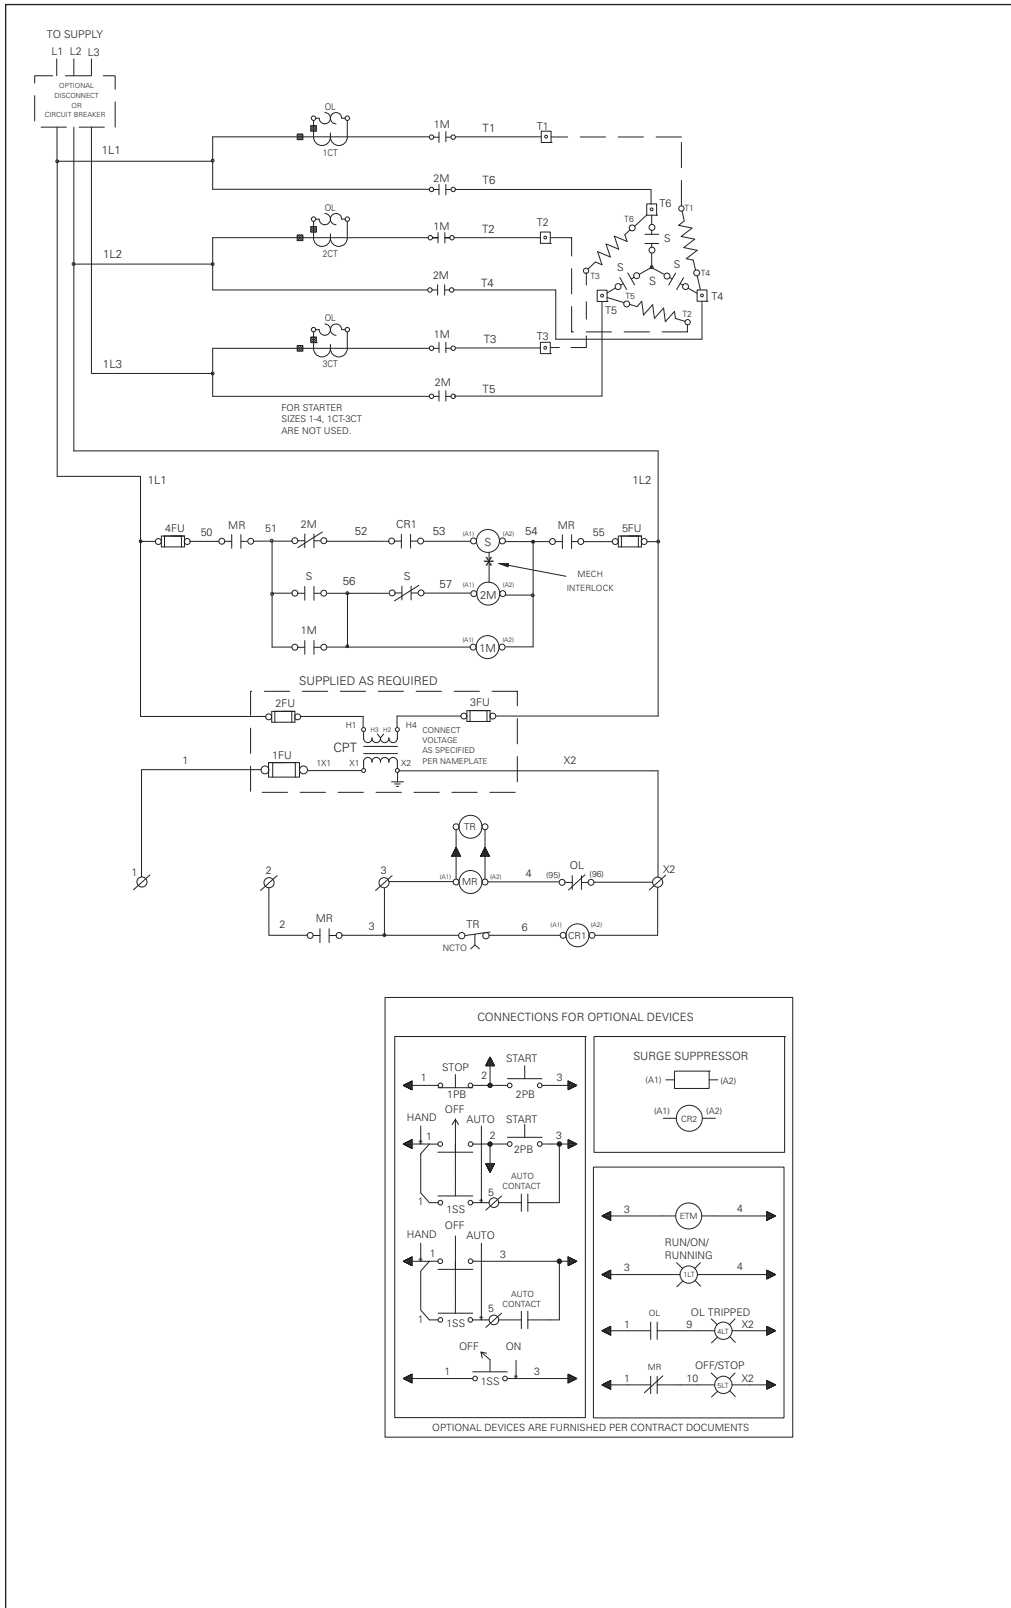 TO SUPPLY
L1 L2 L3
OPTIONAL
DISCONNECT
OR
CIRCUIT BREAKER
OL
1CT
1M T1 T1
1L1
2M T6
T6
T1
T6
S
OL
2CT
1M T2 T2
1L2
2M T4
T3
S S S
T4
T5
T5 T4
T2
OL
3CT
1M T3 T3
1L3
2M T5
FOR STARTER
SIZES 1-4, 1CT-3CT
ARE NOT USED.
1L1 1L2
4FU 50 MR 51 2M 52 CR1 53 (A1) S (A2) 54 MR 55 5FU
MECH
INTERLOCK
S 56 S 57 (A1) 2M (A2)
1M (A1) 1M (A2)
SUPPLIED AS REQUIRED
2FU H1 H3 H2 H4 3FU
CONNECT
VOLTAGE
AS SPECIFIED
PER NAMEPLATE
CPT
1 1FU 1X1 X1 X2 X2
TR
1 2 3 (A1) MR (A2) 4 (95) OL (96) X2
2 MR 3 TR 6 (A1) CR1 (A2)
NCTO
CONNECTIONS FOR OPTIONAL DEVICES
1 STOP 2 START 3
1PB 2PB
HAND OFF AUTO START
1 2 3
2PB
AUTO
CONTACT
1 1SS 5
HAND OFF AUTO
1 3
AUTO
CONTACT
1 1SS 5
OFF ON
1 1SS 3
SURGE SUPPRESSOR
(A1) (A2)
(A1) CR2 (A2)
3 ETM 4
RUN/ON/
RUNNING
3 1LT 4
OL OL TRIPPED
1 9 4LT X2
MR OFF/STOP
1 10 5LT X2
OPTIONAL DEVICES ARE FURNISHED PER CONTRACT DOCUMENTS